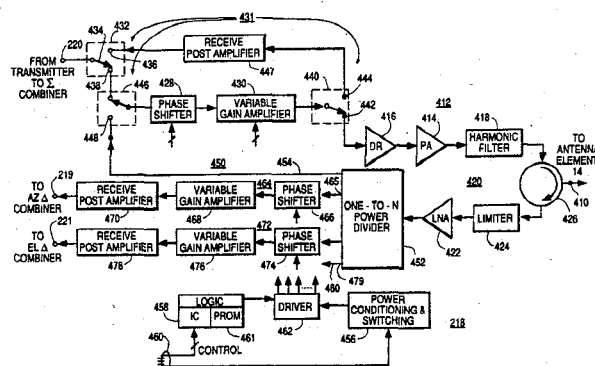 431
432
434
436
438
220
FROM
TRANSMITTER
TO Σ
COMBINER
RECEIVE
POST AMPLIFIER
447
446
448
428
PHASE
SHIFTER
430
VARIABLE
GAIN AMPLIFIER
440
444
442
416
DR
414
PA
412
418
HARMONIC
FILTER
TO
ANTENNA
ELEMENT
14
410
426
420
450
454
465
ONE-TO-N
POWER
DIVIDER
452
LNA
422
LIMITER
424
TO
AZ Δ
COMBINER
219
RECEIVE
POST AMPLIFIER
470
VARIABLE
GAIN AMPLIFIER
468
464
PHASE
SHIFTER
466
TO
EL Δ
COMBINER
221
RECEIVE
POST AMPLIFIER
478
VARIABLE
GAIN AMPLIFIER
476
472
PHASE
SHIFTER
474
479
480
458
LOGIC
IC
PROM
461
DRIVER
462
POWER
CONDITIONING &
SWITCHING
456
218
460
CONTROL